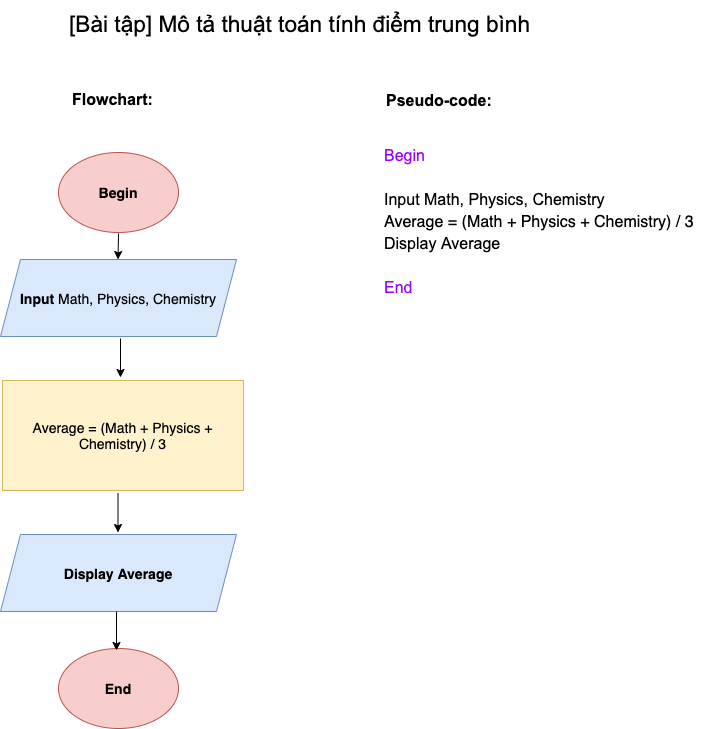 [Bài tập] Mô tả thuật toán tính điểm trung bình
Flowchart:
Begin
Input Math, Physics, Chemistry
Average = (Math + Physics +
Chemistry) / 3
Display Average
End
Pseudo-code:
Begin
Input Math, Physics, Chemistry
Average = (Math + Physics + Chemistry) / 3
Display Average
End